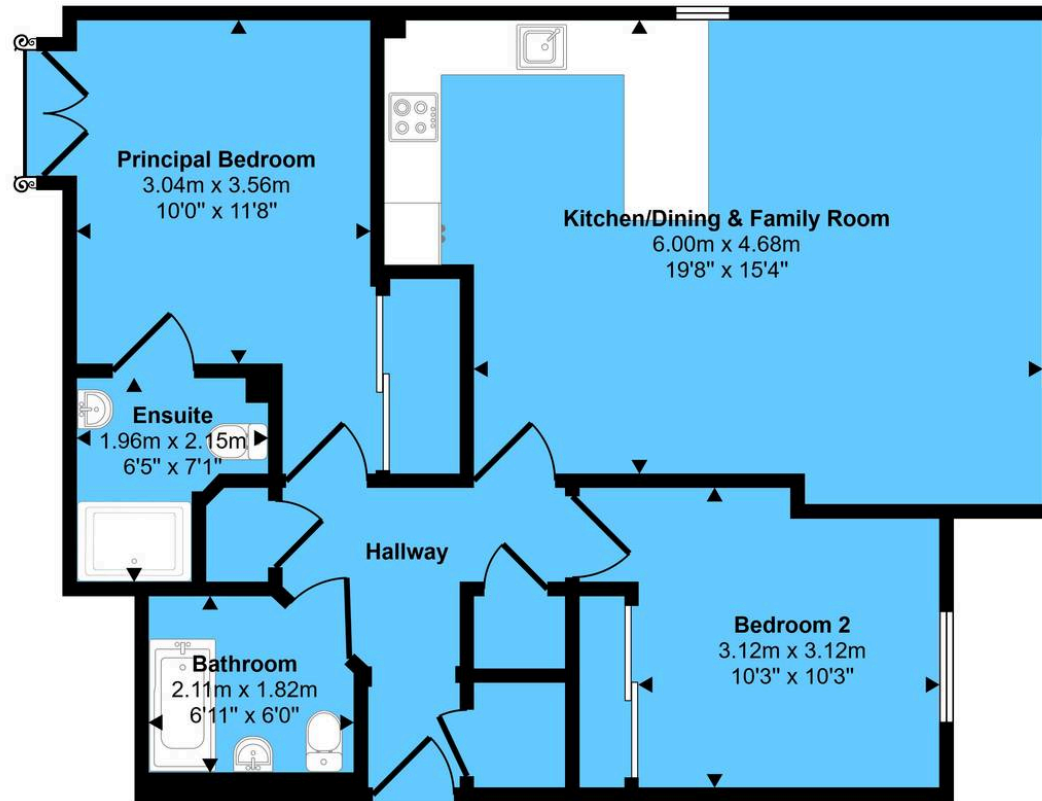 Principal Bedroom
3.04m x 3.56m
10'0" x 11'8"
Kitchen/Dining & Family Room
6.00m x 4.68m
19'8" x 15'4"
Ensuite
1.96m x 2.15m
6'5" x 7'1"
Hallway
Bathroom
2.11m x 1.82m
6'11" x 6'0"
Bedroom 2
3.12m x 3.12m
10'3" x 10'3"